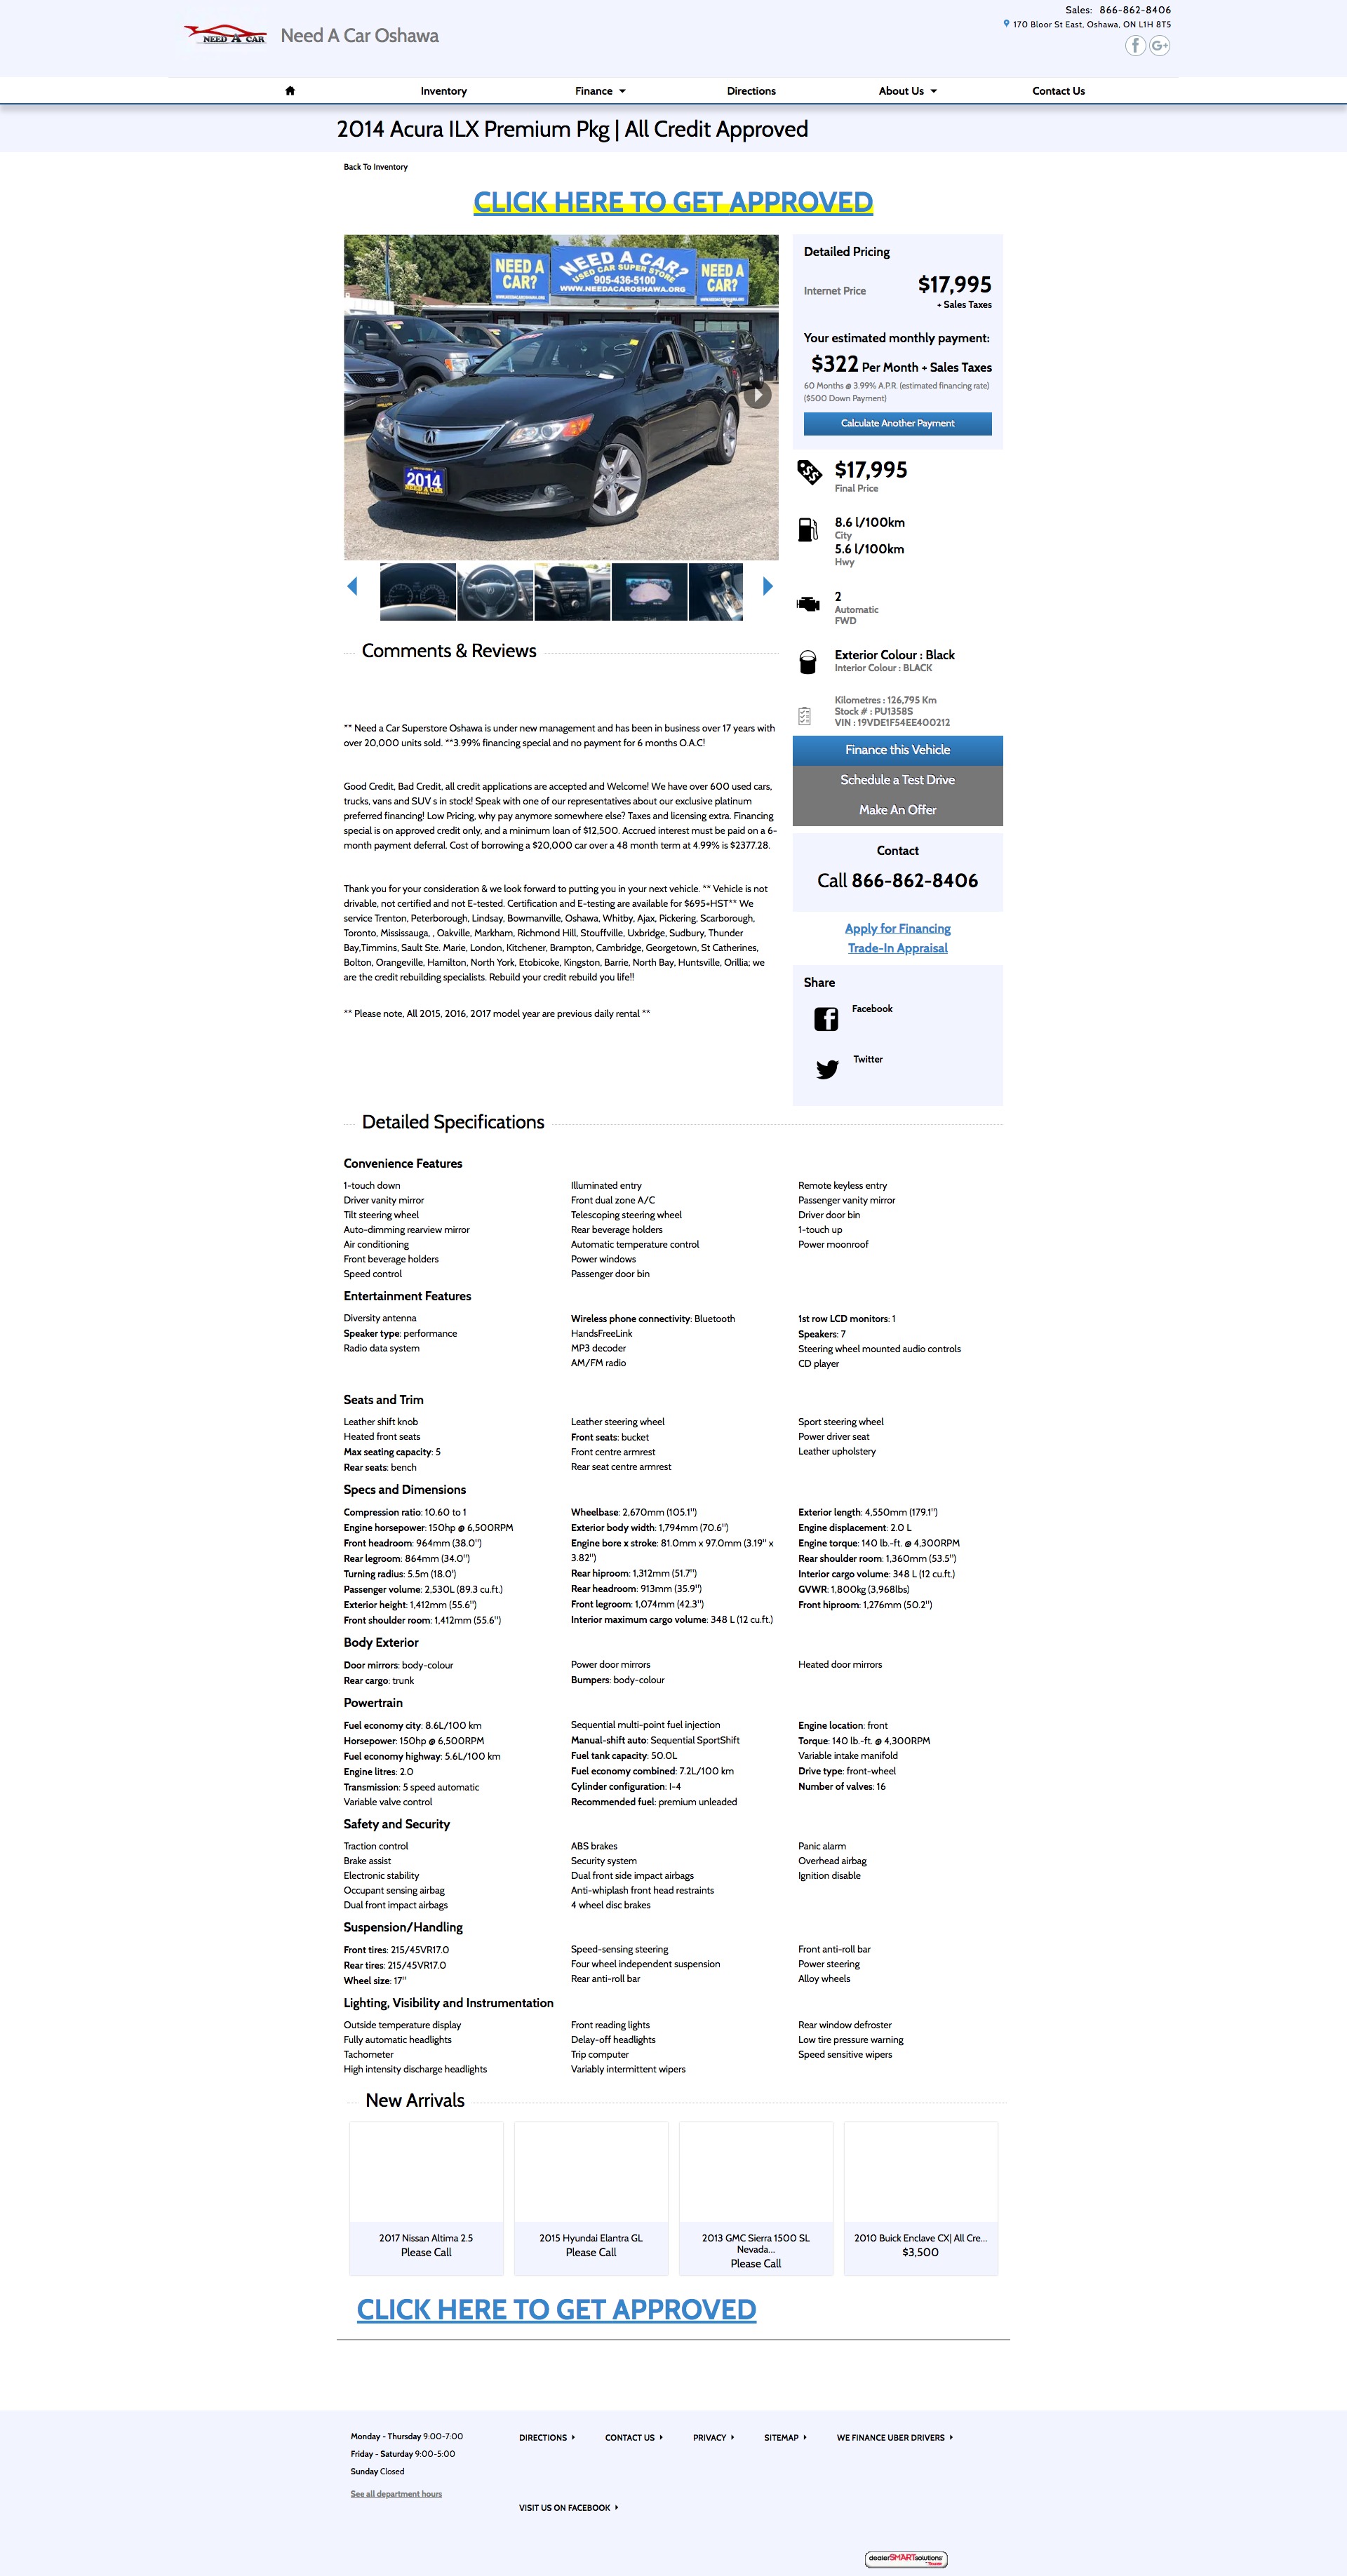 NEED A CAR
Need A Car Oshawa
Sales: 866-862-8406
170 Bloor St East, Oshawa, ON L1H 8T5
f
G+
Inventory
Finance
Directions
About Us
Contact Us
2014 Acura ILX Premium Pkg | All Credit Approved
Back To Inventory
CLICK HERE TO GET APPROVED
NEED A CAR?
WWW.NEEDACAROSHAWA.ORG
NEED A CAR?
USED CAR SUPER STORE
905-436-5100
WWW.NEEDACAROSHAWA.ORG
NEED A CAR?
2014
NEED A CAR
Detailed Pricing
Internet Price $17,995
+ Sales Taxes
Your estimated monthly payment:
$322 Per Month + Sales Taxes
60 Months @ 3.99% A.P.R. (estimated financing rate)
($500 Down Payment)
Calculate Another Payment
$17,995
Final Price
8.6 l/100km
City
5.6 l/100km
Hwy
2
Automatic
FWD
Exterior Colour : Black
Interior Colour : BLACK
Kilometres : 126,795 Km
Stock # : PU1358S
VIN : 19VDE1F54EE400212
Finance this Vehicle
Schedule a Test Drive
Make An Offer
Contact
Call 866-862-8406
Apply for Financing
Trade-In Appraisal
Share
Facebook
Twitter
Comments & Reviews
** Need a Car Superstore Oshawa is under new management and has been in business over 17 years with
over 20,000 units sold. **3.99% financing special and no payment for 6 months O.A.C!
Good Credit, Bad Credit, all credit applications are accepted and Welcome! We have over 600 used cars,
trucks, vans and SUV s in stock! Speak with one of our representatives about our exclusive platinum
preferred financing! Low Pricing, why pay anymore somewhere else? Taxes and licensing extra. Financing
special is on approved credit only, and a minimum loan of $12,500. Accrued interest must be paid on a 6-
month payment deferral. Cost of borrowing a $20,000 car over a 48 month term at 4.99% is $2377.28.
Thank you for your consideration & we look forward to putting you in your next vehicle. ** Vehicle is not
drivable, not certified and not E-tested. Certification and E-testing are available for $695+HST** We
service Trenton, Peterborough, Lindsay, Bowmanville, Oshawa, Whitby, Ajax, Pickering, Scarborough,
Toronto, Mississauga, , Oakville, Markham, Richmond Hill, Stouffville, Uxbridge, Sudbury, Thunder
Bay,Timmins, Sault Ste. Marie, London, Kitchener, Brampton, Cambridge, Georgetown, St Catherines,
Bolton, Orangeville, Hamilton, North York, Etobicoke, Kingston, Barrie, North Bay, Huntsville, Orillia; we
are the credit rebuilding specialists. Rebuild your credit rebuild you life!!
** Please note, All 2015, 2016, 2017 model year are previous daily rental **
Detailed Specifications
Convenience Features
1-touch down
Driver vanity mirror
Tilt steering wheel
Auto-dimming rearview mirror
Air conditioning
Front beverage holders
Speed control
Illuminated entry
Front dual zone A/C
Telescoping steering wheel
Rear beverage holders
Automatic temperature control
Power windows
Passenger door bin
Remote keyless entry
Passenger vanity mirror
Driver door bin
1-touch up
Power moonroof
Entertainment Features
Diversity antenna
Speaker type: performance
Radio data system
Wireless phone connectivity: Bluetooth
HandsFreeLink
MP3 decoder
AM/FM radio
1st row LCD monitors: 1
Speakers: 7
Steering wheel mounted audio controls
CD player
Seats and Trim
Leather shift knob
Heated front seats
Max seating capacity: 5
Rear seats: bench
Leather steering wheel
Front seats: bucket
Front centre armrest
Rear seat centre armrest
Sport steering wheel
Power driver seat
Leather upholstery
Specs and Dimensions
Compression ratio: 10.60 to 1
Engine horsepower: 150hp @ 6,500RPM
Front headroom: 964mm (38.0")
Rear legroom: 864mm (34.0")
Turning radius: 5.5m (18.0')
Passenger volume: 2,530L (89.3 cu.ft.)
Exterior height: 1,412mm (55.6")
Front shoulder room: 1,412mm (55.6")
Wheelbase: 2,670mm (105.1")
Exterior body width: 1,794mm (70.6")
Engine bore x stroke: 81.0mm x 97.0mm (3.19" x
3.82")
Rear hiproom: 1,312mm (51.7")
Rear headroom: 913mm (35.9")
Front legroom: 1,074mm (42.3")
Interior maximum cargo volume: 348 L (12 cu.ft.)
Exterior length: 4,550mm (179.1")
Engine displacement: 2.0 L
Engine torque: 140 lb.-ft. @ 4,300RPM
Rear shoulder room: 1,360mm (53.5")
Interior cargo volume: 348 L (12 cu.ft.)
GVWR: 1,800kg (3,968lbs)
Front hiproom: 1,276mm (50.2")
Body Exterior
Door mirrors: body-colour
Rear cargo: trunk
Power door mirrors
Bumpers: body-colour
Heated door mirrors
Powertrain
Fuel economy city: 8.6L/100 km
Horsepower: 150hp @ 6,500RPM
Fuel economy highway: 5.6L/100 km
Engine litres: 2.0
Transmission: 5 speed automatic
Variable valve control
Sequential multi-point fuel injection
Manual-shift auto: Sequential SportShift
Fuel tank capacity: 50.0L
Fuel economy combined: 7.2L/100 km
Cylinder configuration: I-4
Recommended fuel: premium unleaded
Engine location: front
Torque: 140 lb.-ft. @ 4,300RPM
Variable intake manifold
Drive type: front-wheel
Number of valves: 16
Safety and Security
Traction control
Brake assist
Electronic stability
Occupant sensing airbag
Dual front impact airbags
ABS brakes
Security system
Dual front side impact airbags
Anti-whiplash front head restraints
4 wheel disc brakes
Panic alarm
Overhead airbag
Ignition disable
Suspension/Handling
Front tires: 215/45VR17.0
Rear tires: 215/45VR17.0
Wheel size: 17"
Speed-sensing steering
Four wheel independent suspension
Rear anti-roll bar
Front anti-roll bar
Power steering
Alloy wheels
Lighting, Visibility and Instrumentation
Outside temperature display
Fully automatic headlights
Tachometer
High intensity discharge headlights
Front reading lights
Delay-off headlights
Trip computer
Variably intermittent wipers
Rear window defroster
Low tire pressure warning
Speed sensitive wipers
New Arrivals
2017 Nissan Altima 2.5
Please Call
2015 Hyundai Elantra GL
Please Call
2013 GMC Sierra 1500 SL
Nevada...
Please Call
2010 Buick Enclave CX| All Cre...
$3,500
CLICK HERE TO GET APPROVED
Monday - Thursday 9:00-7:00
Friday - Saturday 9:00-5:00
Sunday Closed
See all department hours
DIRECTIONS
CONTACT US
PRIVACY
SITEMAP
WE FINANCE UBER DRIVERS
VISIT US ON FACEBOOK
dealerSMARTsolutions